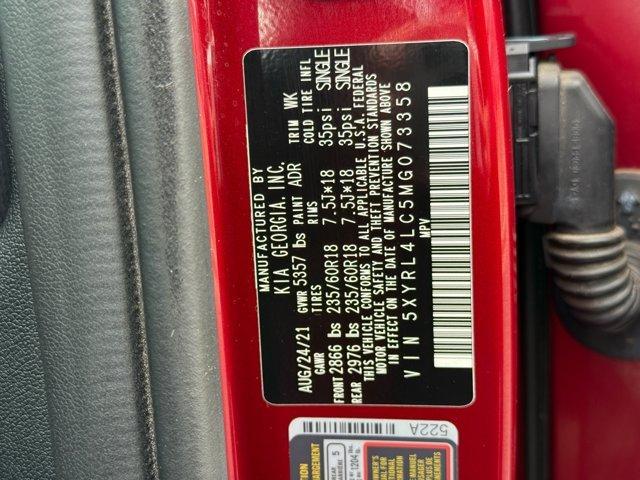 MANUFACTURED BY
KIA GEORGIA, INC.
AUG/24/21 GVWR 5357 lbs PAINT ADR TRIM WK
GAWR TIRES RIMS COLD TIRE INFL
FRONT 2866 lbs 235/60R18 7.5J×18 35psi SINGLE
REAR 2976 lbs 235/60R18 7.5J×18 35psi SINGLE
THIS VEHICLE CONFORMS TO ALL APPLICABLE U.S.A. FEDERAL
MOTOR VEHICLE SAFETY AND THEFT PREVENTION STANDARDS
IN EFFECT ON THE DATE OF MANUFACTURE SHOWN ABOVE
VIN 5XYRL4LC5MG073358
MPV
522A